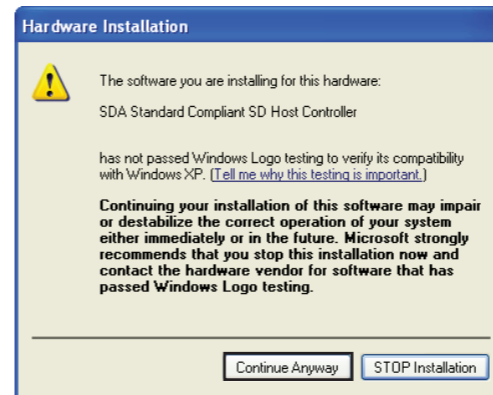 Hardware Installation
The software you are installing for this hardware:
SDA Standard Compliant SD Host Controller
has not passed Windows Logo testing to verify its compatibility
with Windows XP. (Tell me why this testing is important.)
Continuing your installation of this software may impair
or destabilize the correct operation of your system
either immediately or in the future. Microsoft strongly
recommends that you stop this installation now and
contact the hardware vendor for software that has
passed Windows Logo testing.
Continue Anyway STOP Installation